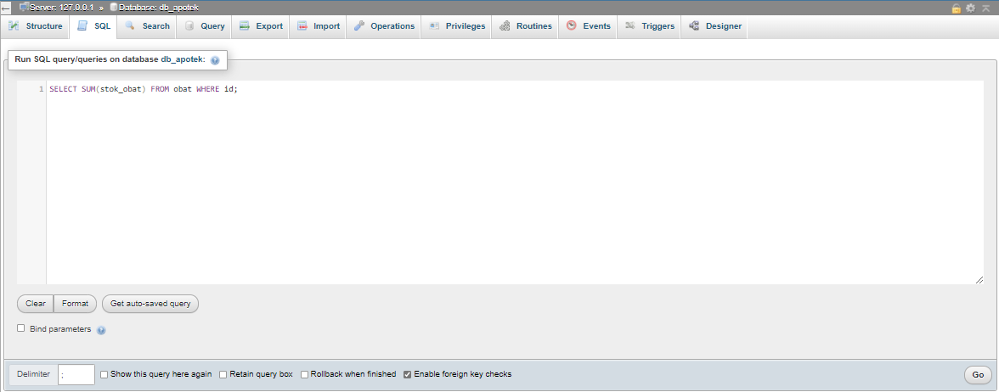 Server: 127.0.0.1 » Database: db_apotek
Structure SQL Search Query Export Import Operations Privileges Routines Events Triggers Designer
Run SQL query/queries on database db_apotek:
1 SELECT SUM(stok_obat) FROM obat WHERE id;
Clear Format Get auto-saved query
Bind parameters
Delimiter ; Show this query here again Retain query box Rollback when finished Enable foreign key checks Go